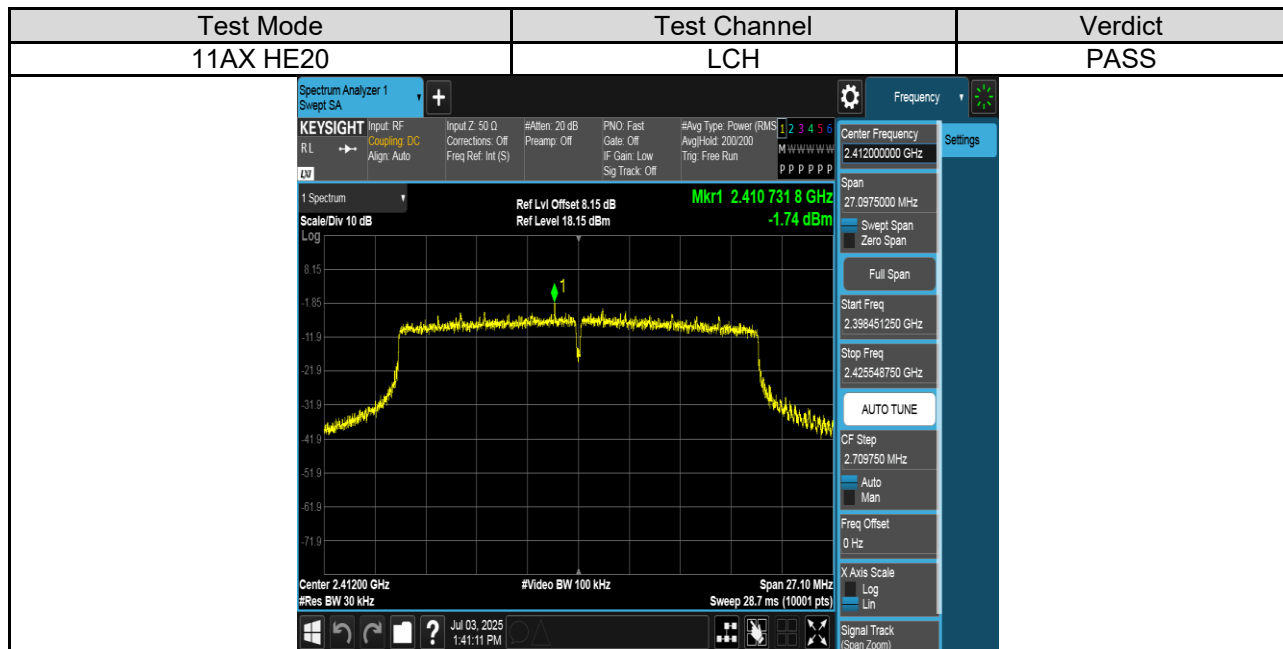 Test Mode Test Channel Verdict
11AX HE20 LCH PASS
Spectrum Analyzer 1
Swept SA
+
Frequency
KEYSIGHT
RL
LXI
Input: RF
Coupling: DC
Align: Auto
Input Z: 50 Ω
Corrections: Off
Freq Ref: Int (S)
#Atten: 20 dB
Preamp: Off
PNO: Fast
Gate: Off
IF Gain: Low
Sig Track: Off
#Avg Type: Power (RMS
Avg|Hold: 200/200
Trig: Free Run
1 2 3 4 5 6
M W W W W W
P P P P P P
1 Spectrum
Scale/Div 10 dB
Log
Ref Lvl Offset 8.15 dB
Ref Level 18.15 dBm
Mkr1 2.410 731 8 GHz
-1.74 dBm
1
8.15
-1.85
-11.9
-21.9
-31.9
-41.9
-51.9
-61.9
-71.9
Center 2.41200 GHz
#Res BW 30 kHz
#Video BW 100 kHz
Span 27.10 MHz
Sweep 28.7 ms (10001 pts)
Center Frequency
2.412000000 GHz
Settings
Span
27.0975000 MHz
Swept Span
Zero Span
Full Span
Start Freq
2.398451250 GHz
Stop Freq
2.425548750 GHz
AUTO TUNE
CF Step
2.709750 MHz
Auto
Man
Freq Offset
0 Hz
X Axis Scale
Log
Lin
Signal Track
(Span Zoom)
?
Jul 03, 2025
1:41:11 PM